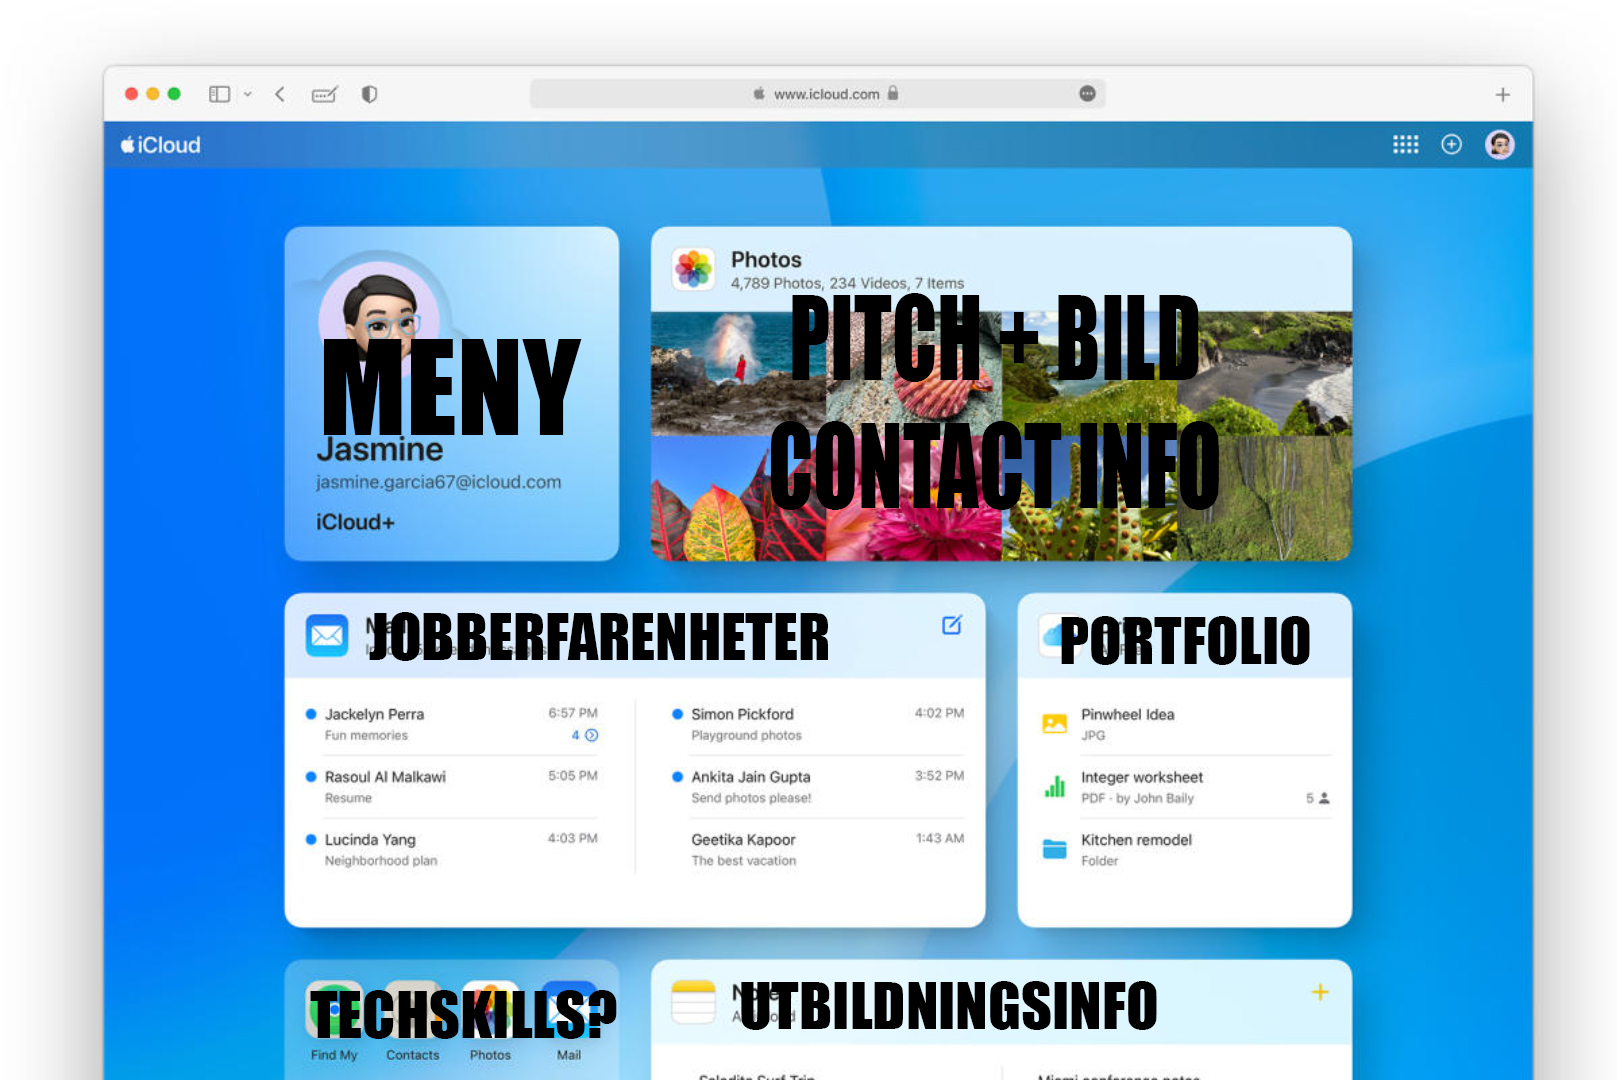 www.icloud.com
iCloud
MENY
Jasmine
jasmine.garcia67@icloud.com
iCloud+
Photos
4,789 Photos, 234 Videos, 7 Items
PITCH + BILD
CONTACT INFO
JOBBERFARENHETER
Jackelyn Perra 6:57 PM
Fun memories 4
Rasoul Al Malkawi 5:05 PM
Resume
Lucinda Yang 4:03 PM
Neighborhood plan
Simon Pickford 4:02 PM
Playground photos
Ankita Jain Gupta 3:52 PM
Send photos please!
Geetika Kapoor 1:43 AM
The best vacation
PORTFOLIO
Pinwheel Idea
JPG
Integer worksheet
PDF · by John Baily 5
Kitchen remodel
Folder
TECHSKILLS?
Find My Contacts Photos Mail
UTBILDNINGSINFO